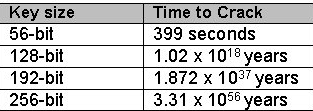 Key size Time to Crack
56-bit 399 seconds
128-bit 1.02 x 10¹⁸ years
192-bit 1.872 x 10³⁷ years
256-bit 3.31 x 10⁵⁶ years